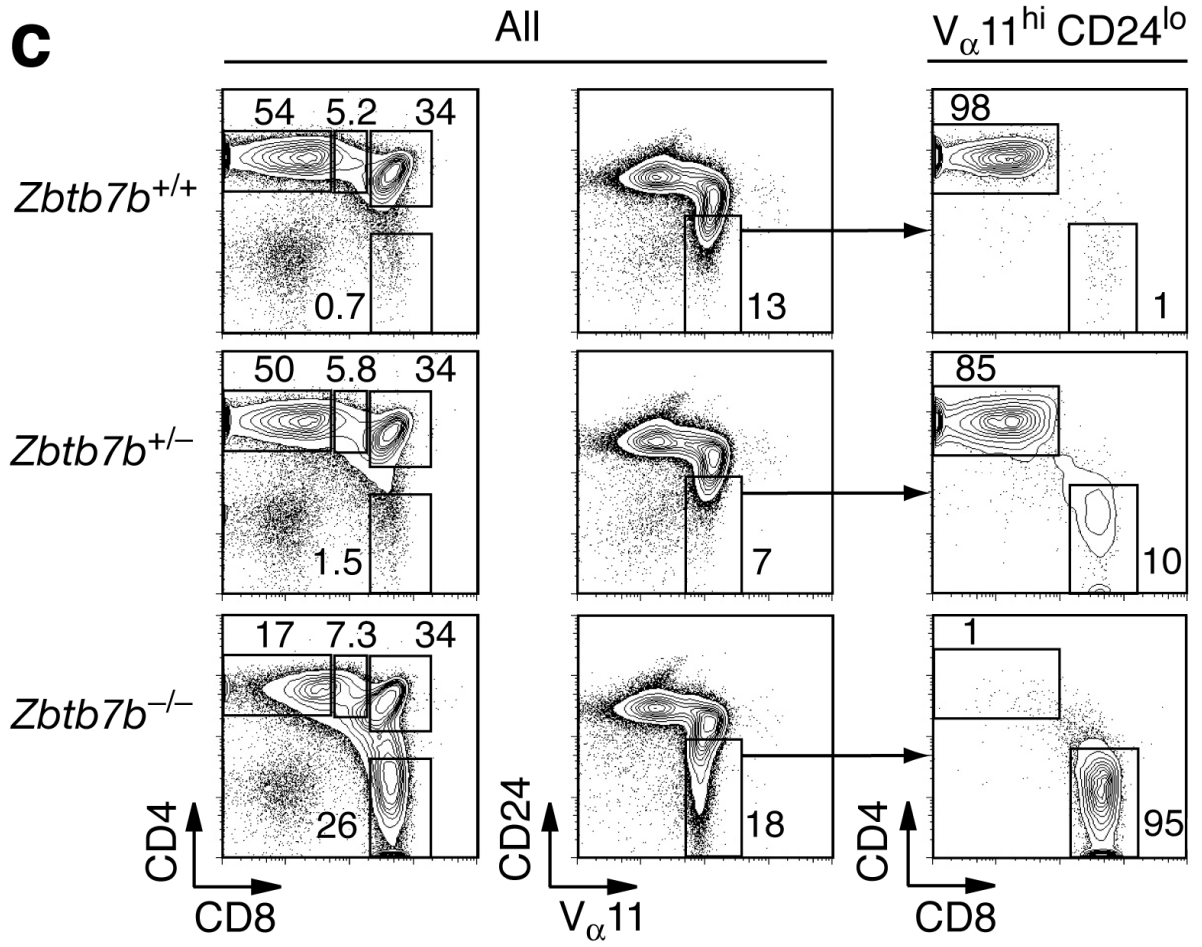 c
All
Vα11hi CD24lo
Zbtb7b+/+
54 5.2 34
0.7
13
98
1
Zbtb7b+/–
50 5.8 34
1.5
7
85
10
Zbtb7b–/–
17 7.3 34
26
18
1
95
CD4
CD8
CD24
Vα11
CD4
CD8